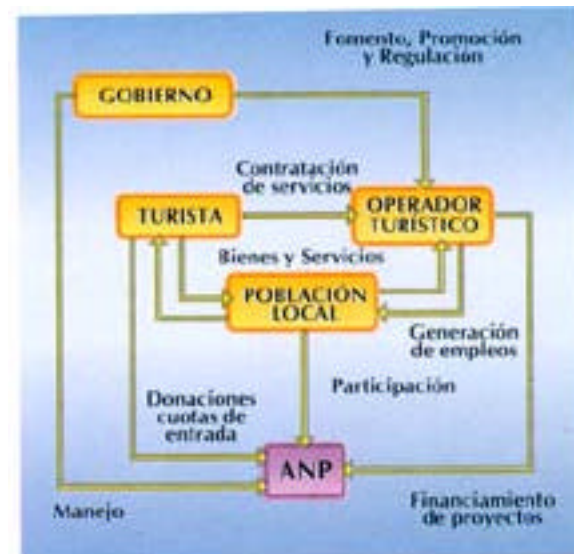 Fomento, Promoción
y Regulación
GOBIERNO
Contratación
de servicios
TURISTA
OPERADOR
TURÍSTICO
Bienes y Servicios
POBLACIÓN
LOCAL
Generación
de empleos
Participación
Donaciones
cuotas de
entrada
ANP
Manejo
Financiamiento
de proyectos